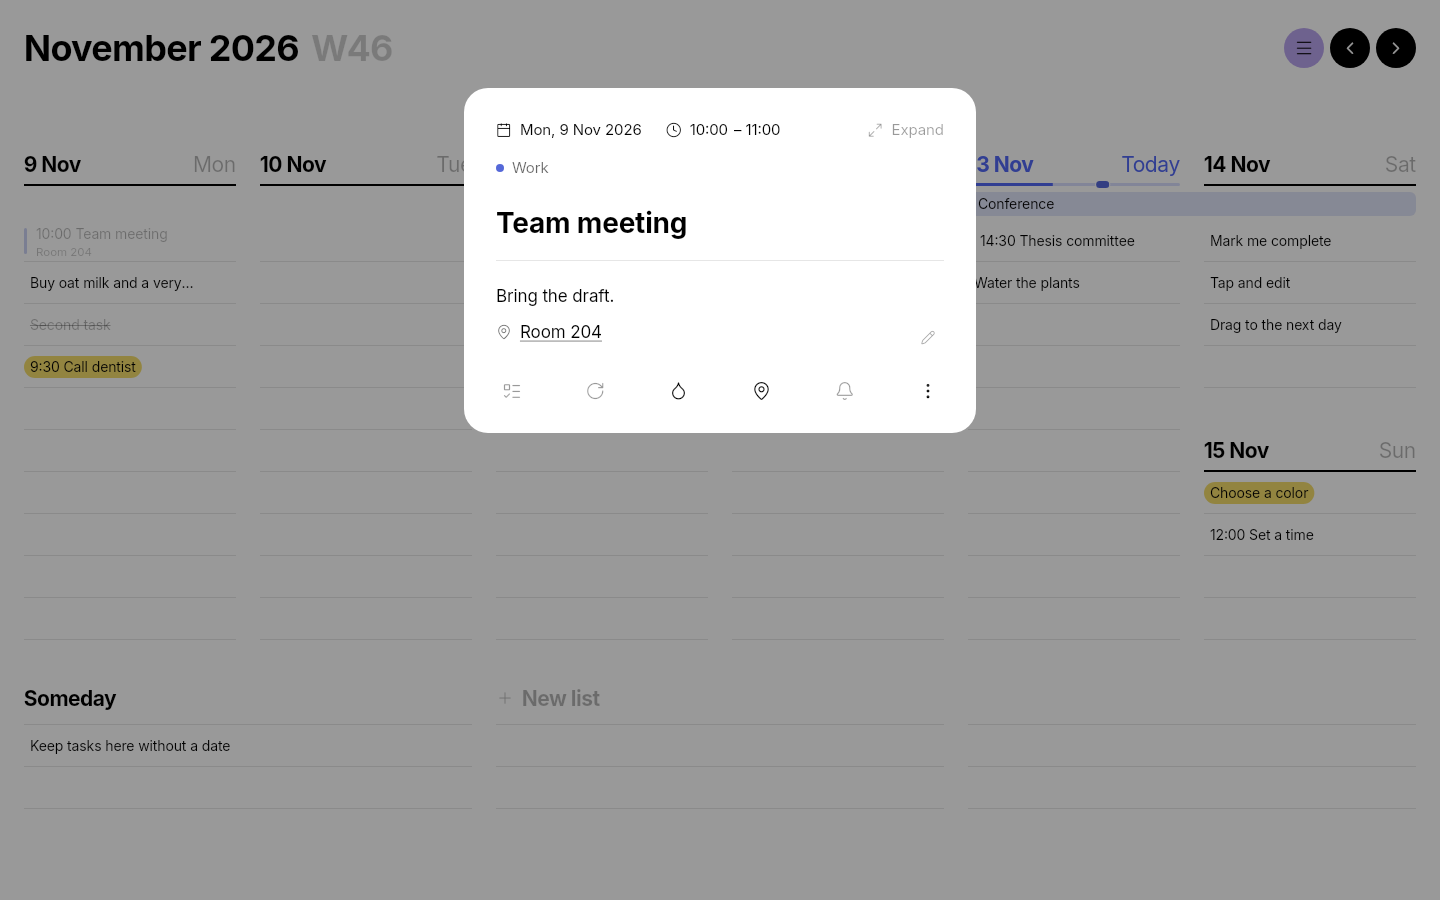 November 2026 W46
Mon, 9 Nov 2026 10:00 – 11:00 Expand
Work
Team meeting
Bring the draft.
Room 204
9 Nov Mon
10:00 Team meeting
Room 204
Buy oat milk and a very...
Second task
9:30 Call dentist
10 Nov Tue
3 Nov Today
Conference
14:30 Thesis committee
Water the plants
14 Nov Sat
Mark me complete
Tap and edit
Drag to the next day
15 Nov Sun
Choose a color
12:00 Set a time
Someday
Keep tasks here without a date
+ New list